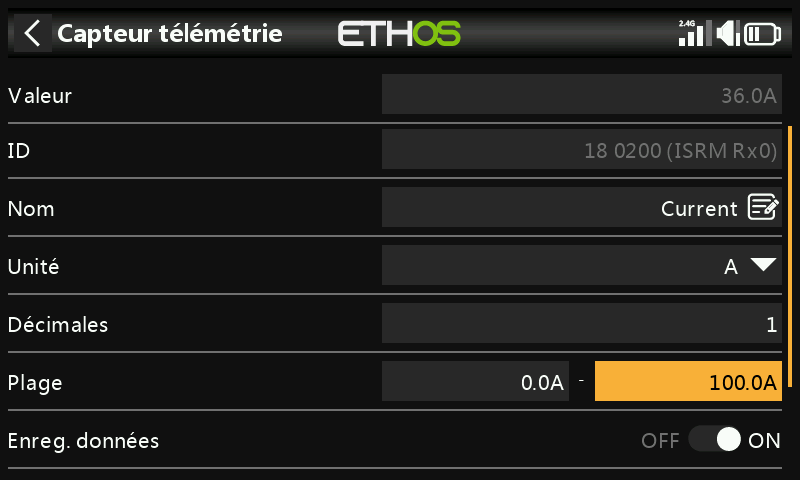 Capteur télémétrie ETHOS 2.4G
Valeur 36.0A
ID 18 0200 (ISRM Rx0)
Nom Current
Unité A
Décimales 1
Plage 0.0A - 100.0A
Enreg. données OFF ON